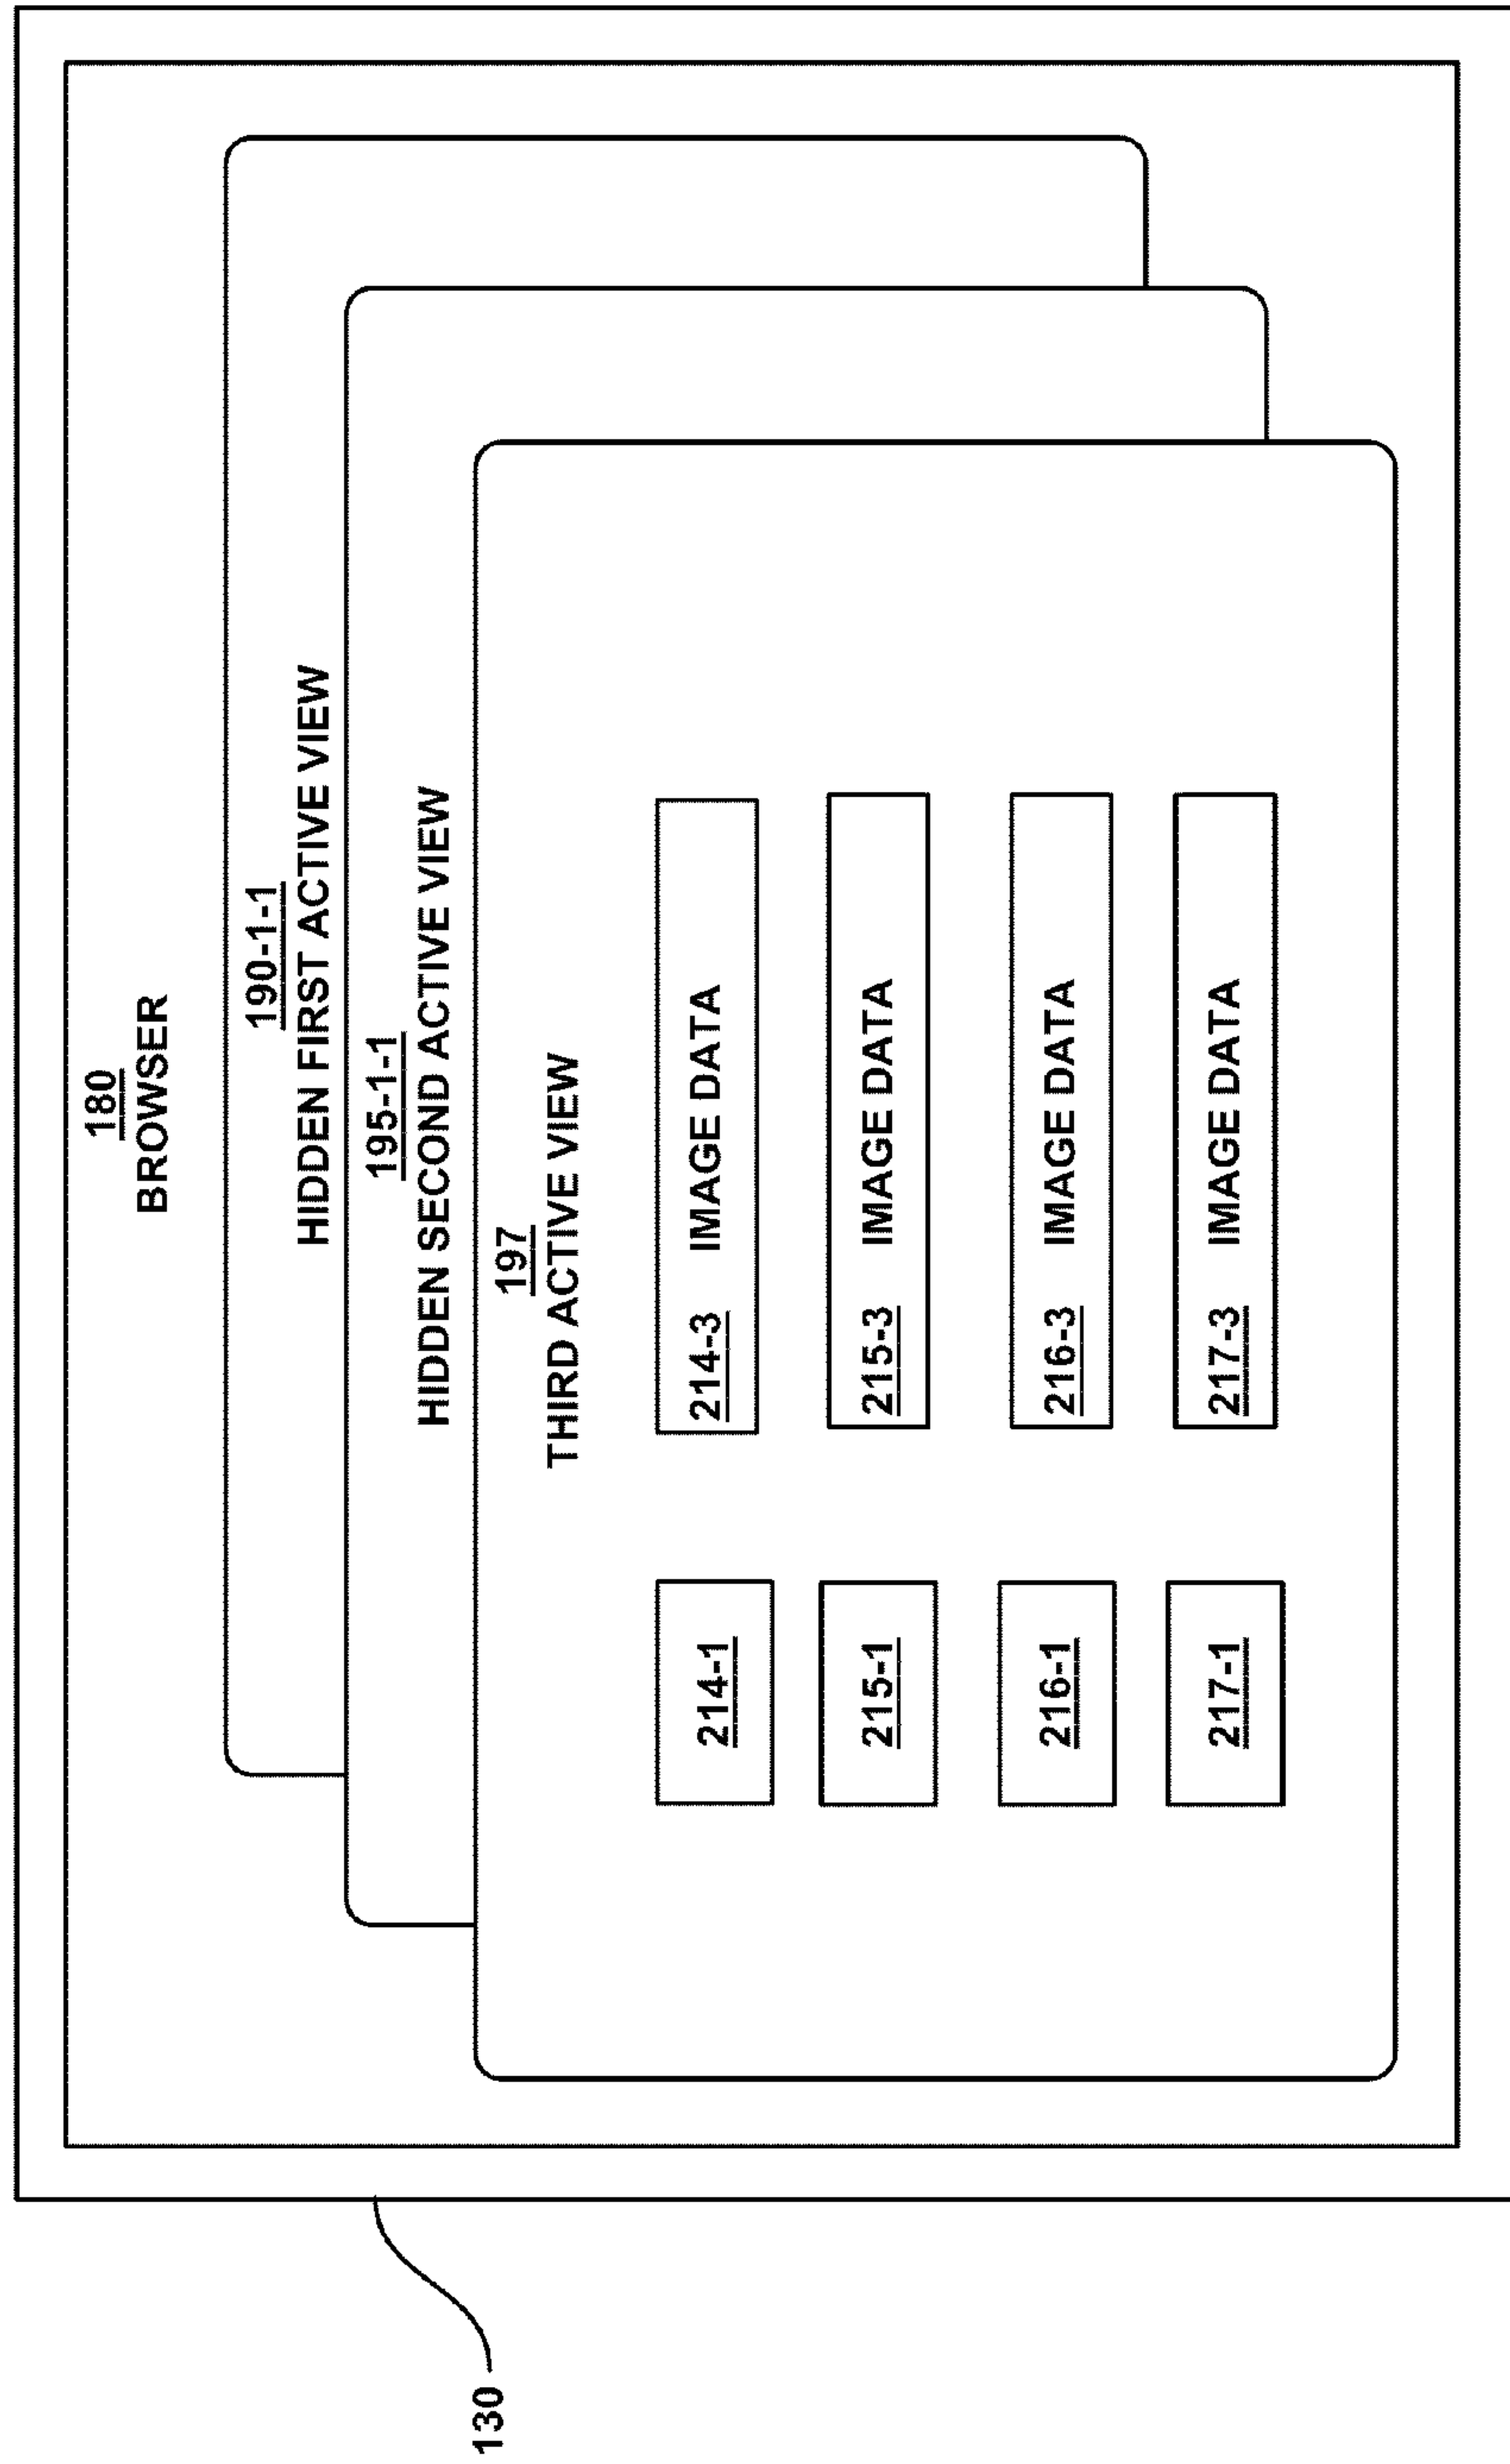 180
BROWSER
190-1-1
HIDDEN FIRST ACTIVE VIEW
195-1-1
HIDDEN SECOND ACTIVE VIEW
197
THIRD ACTIVE VIEW
214-1
214-3 IMAGE DATA
215-1
215-3 IMAGE DATA
216-1
216-3 IMAGE DATA
217-1
217-3 IMAGE DATA
130